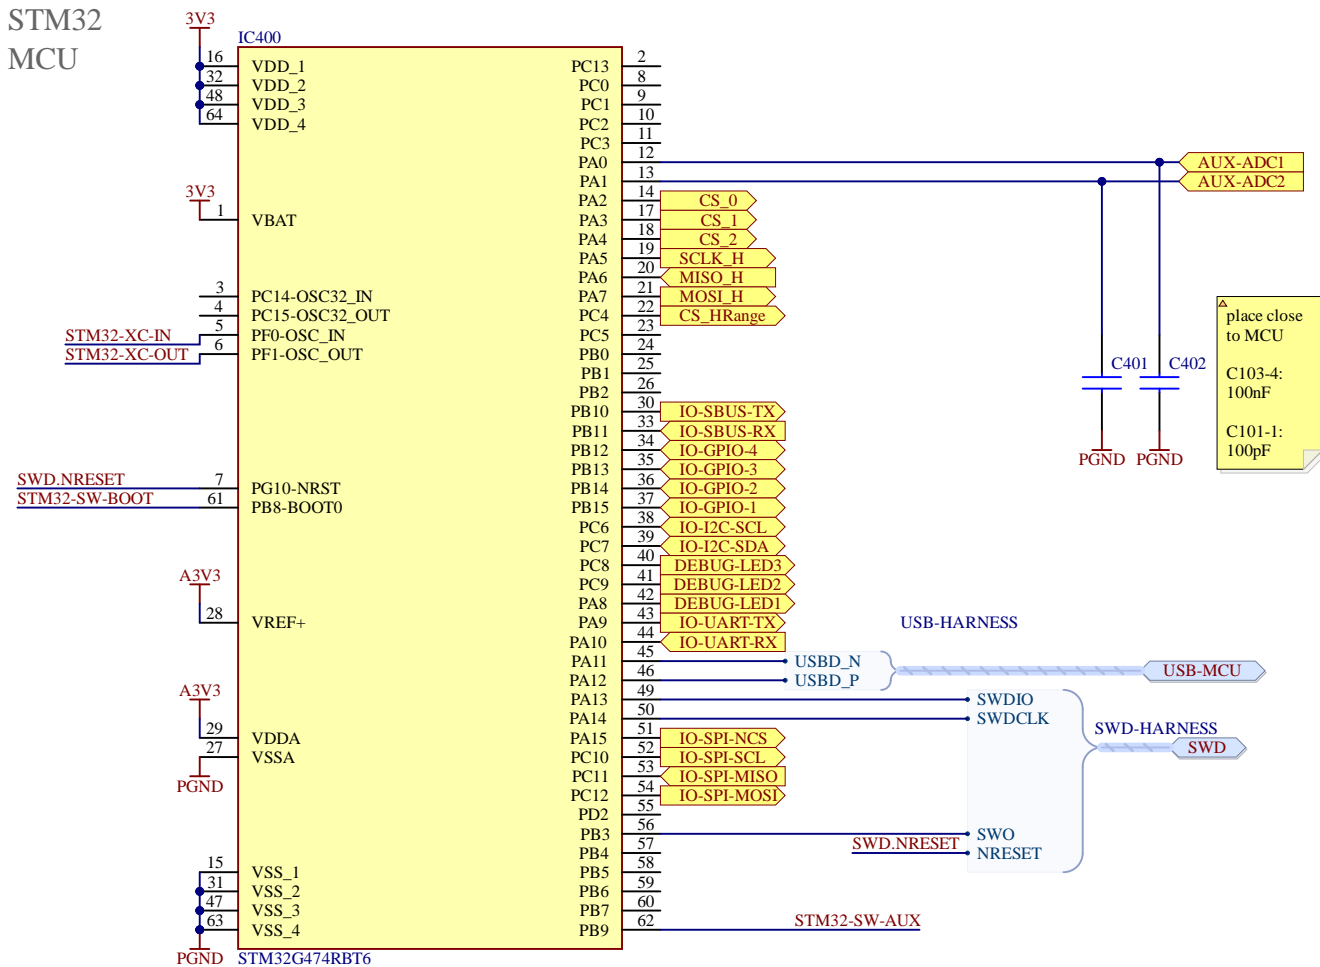 STM32
MCU
3V3
IC400
16 VDD_1
32 VDD_2
48 VDD_3
64 VDD_4
3V3
1 VBAT
3 PC14-OSC32_IN
4 PC15-OSC32_OUT
STM32-XC-IN 5 PF0-OSC_IN
STM32-XC-OUT 6 PF1-OSC_OUT
SWD.NRESET 7 PG10-NRST
STM32-SW-BOOT 61 PB8-BOOT0
A3V3
28 VREF+
A3V3
29 VDDA
27 VSSA
PGND
15 VSS_1
31 VSS_2
47 VSS_3
63 VSS_4
PGND
STM32G474RBT6
PC13 2
PC0 8
PC1 9
PC2 10
PC3 11
PA0 12 AUX-ADC1
PA1 13 AUX-ADC2
PA2 14 CS_0
PA3 17 CS_1
PA4 18 CS_2
PA5 19 SCLK_H
PA6 20 MISO_H
PA7 21 MOSI_H
PC4 22 CS_HRange
PC5 23
PB0 24
PB1 25
PB2 26
PB10 30 IO-SBUS-TX
PB11 33 IO-SBUS-RX
PB12 34 IO-GPIO-4
PB13 35 IO-GPIO-3
PB14 36 IO-GPIO-2
PB15 37 IO-GPIO-1
PC6 38 IO-I2C-SCL
PC7 39 IO-I2C-SDA
PC8 40 DEBUG-LED3
PC9 41 DEBUG-LED2
PA8 42 DEBUG-LED1
PA9 43 IO-UART-TX
PA10 44 IO-UART-RX
PA11 45 USBD_N
PA12 46 USBD_P
PA13 49 SWDIO
PA14 50 SWDCLK
PA15 51 IO-SPI-NCS
PC10 52 IO-SPI-SCL
PC11 53 IO-SPI-MISO
PC12 54 IO-SPI-MOSI
PD2 55
PB3 56 SWO
PB4 57
SWD.NRESET NRESET
PB5 58
PB6 59
PB7 60
PB9 62 STM32-SW-AUX
C401
C402
PGND
PGND
place close
to MCU
C103-4:
100nF
C101-1:
100pF
USB-HARNESS
USB-MCU
SWD-HARNESS
SWD